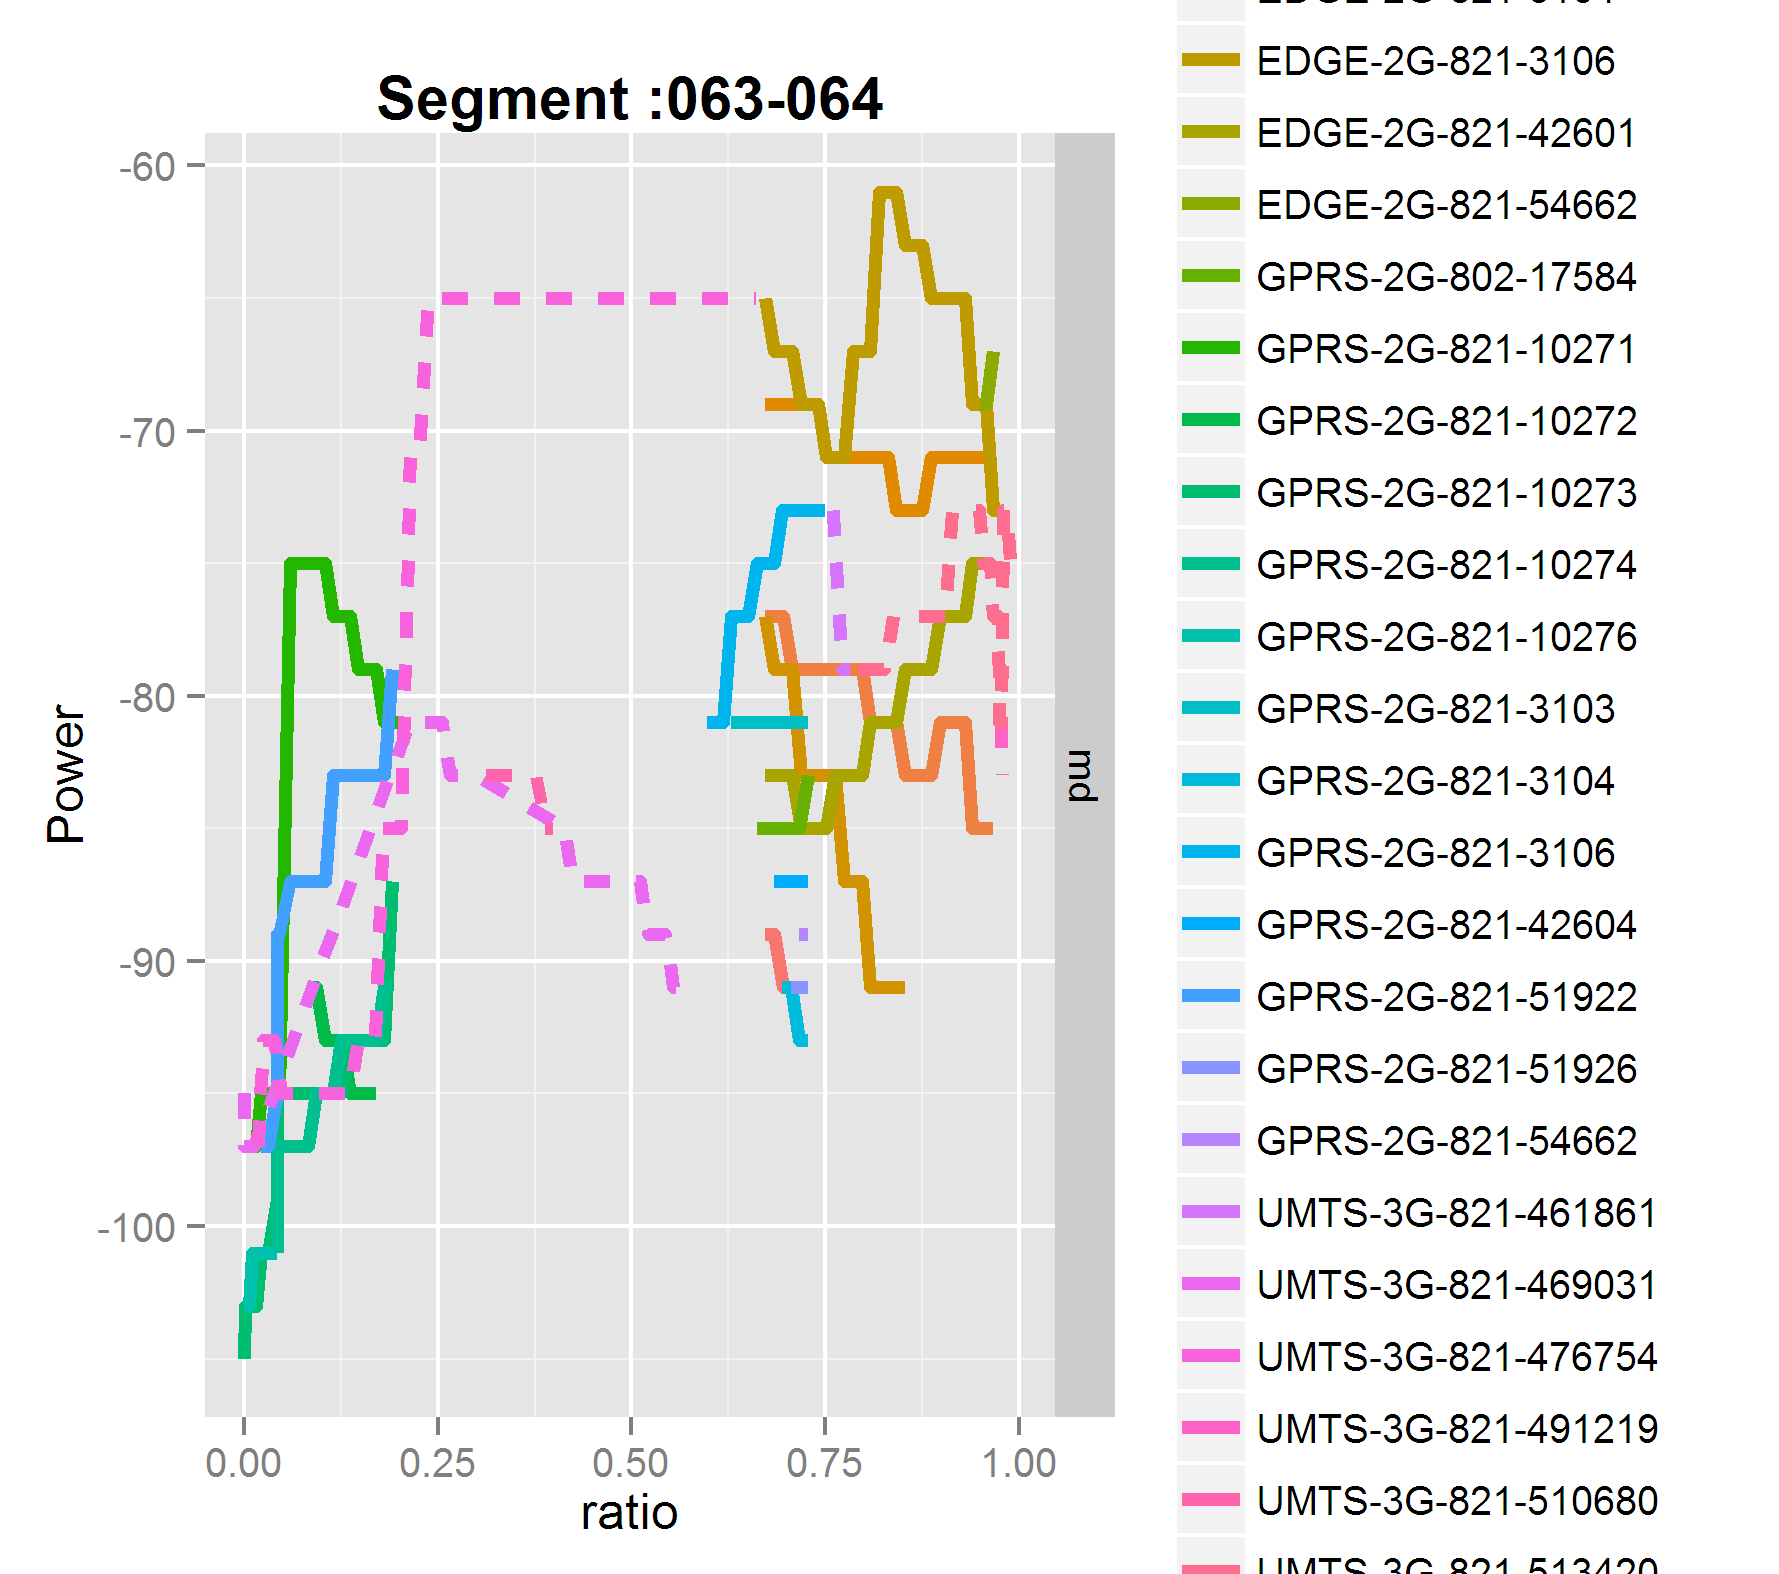 Segment :063-064
-60
-70
-80
-90
-100
Power
0.00 0.25 0.50 0.75 1.00
ratio
md
EDGE-2G-821-3106
EDGE-2G-821-42601
EDGE-2G-821-54662
GPRS-2G-802-17584
GPRS-2G-821-10271
GPRS-2G-821-10272
GPRS-2G-821-10273
GPRS-2G-821-10274
GPRS-2G-821-10276
GPRS-2G-821-3103
GPRS-2G-821-3104
GPRS-2G-821-3106
GPRS-2G-821-42604
GPRS-2G-821-51922
GPRS-2G-821-51926
GPRS-2G-821-54662
UMTS-3G-821-461861
UMTS-3G-821-469031
UMTS-3G-821-476754
UMTS-3G-821-491219
UMTS-3G-821-510680
UMTS-3G-821-513420